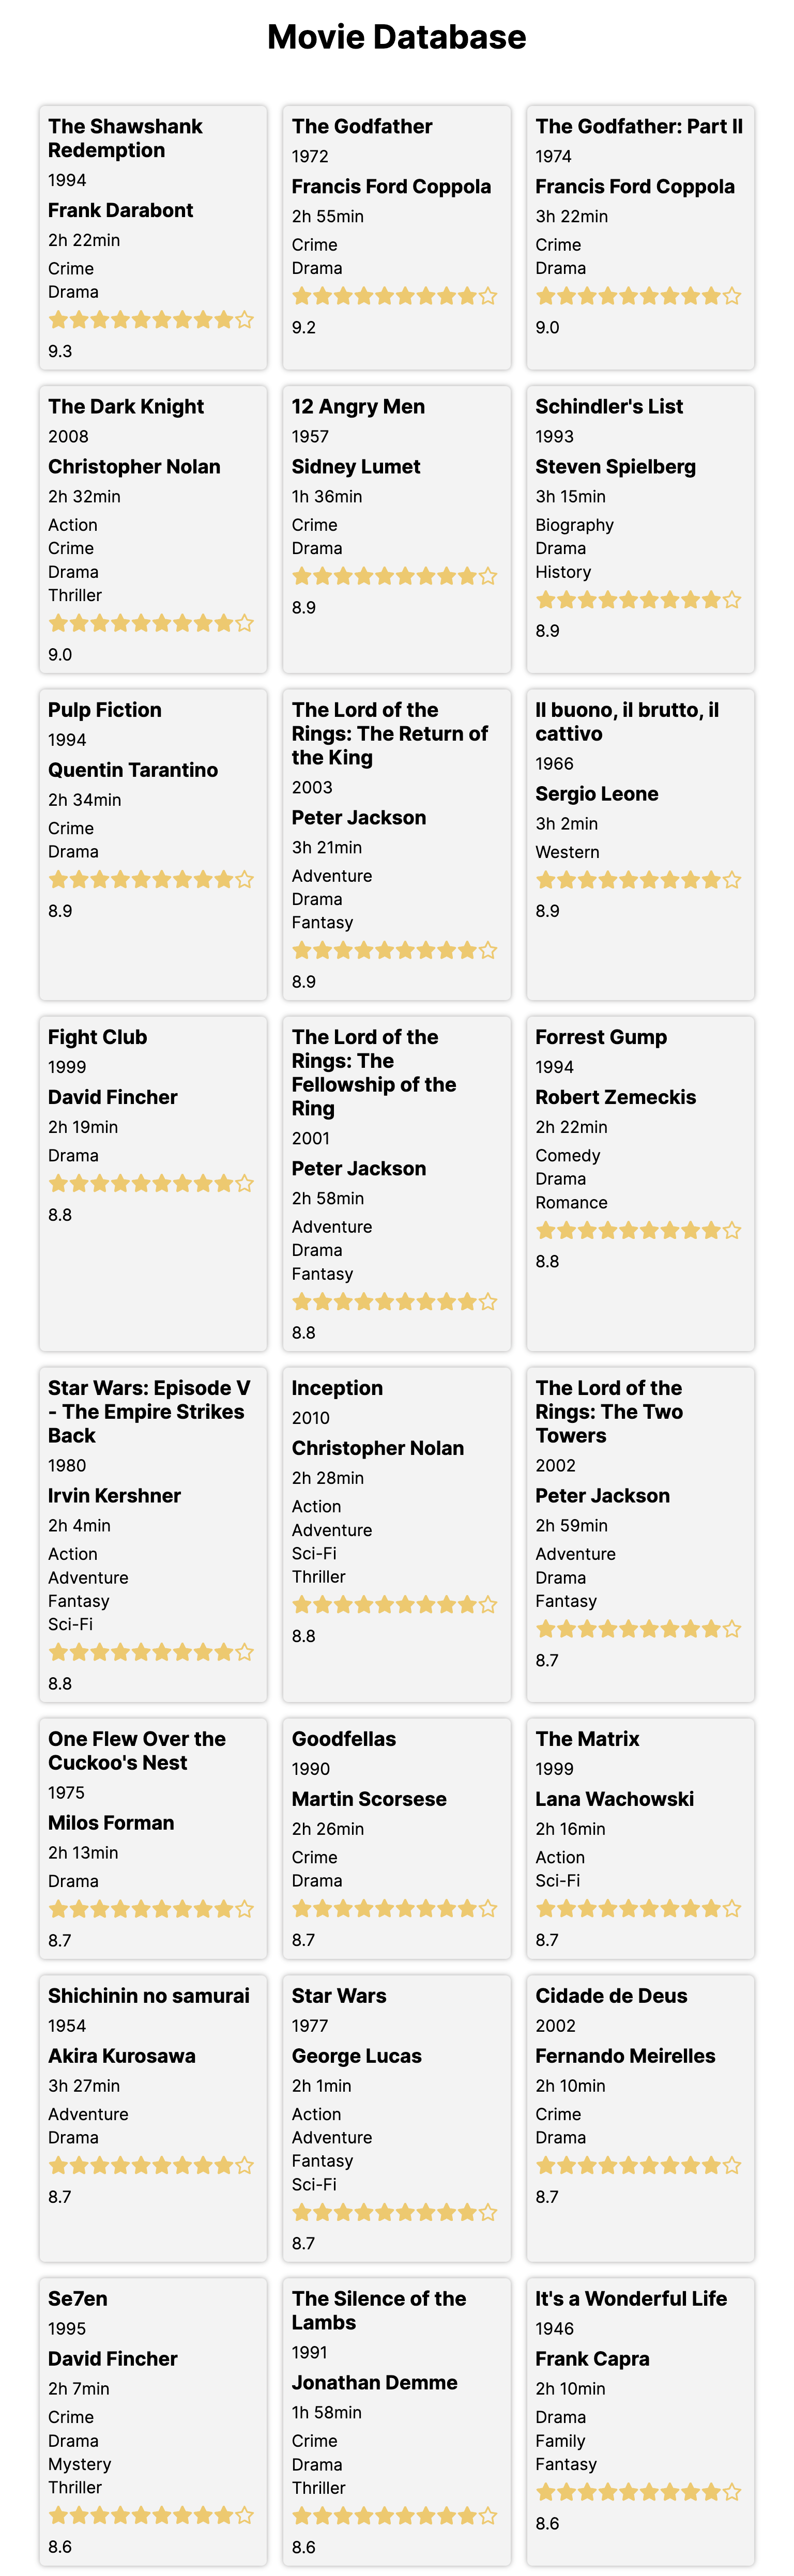 Movie Database
The Shawshank
Redemption
1994
Frank Darabont
2h 22min
Crime
Drama
9.3
The Godfather
1972
Francis Ford Coppola
2h 55min
Crime
Drama
9.2
The Godfather: Part II
1974
Francis Ford Coppola
3h 22min
Crime
Drama
9.0
The Dark Knight
2008
Christopher Nolan
2h 32min
Action
Crime
Drama
Thriller
9.0
12 Angry Men
1957
Sidney Lumet
1h 36min
Crime
Drama
8.9
Schindler's List
1993
Steven Spielberg
3h 15min
Biography
Drama
History
8.9
Pulp Fiction
1994
Quentin Tarantino
2h 34min
Crime
Drama
8.9
The Lord of the
Rings: The Return of
the King
2003
Peter Jackson
3h 21min
Adventure
Drama
Fantasy
8.9
Il buono, il brutto, il
cattivo
1966
Sergio Leone
3h 2min
Western
8.9
Fight Club
1999
David Fincher
2h 19min
Drama
8.8
The Lord of the
Rings: The
Fellowship of the
Ring
2001
Peter Jackson
2h 58min
Adventure
Drama
Fantasy
8.8
Forrest Gump
1994
Robert Zemeckis
2h 22min
Comedy
Drama
Romance
8.8
Star Wars: Episode V
- The Empire Strikes
Back
1980
Irvin Kershner
2h 4min
Action
Adventure
Fantasy
Sci-Fi
8.8
Inception
2010
Christopher Nolan
2h 28min
Action
Adventure
Sci-Fi
Thriller
8.8
The Lord of the
Rings: The Two
Towers
2002
Peter Jackson
2h 59min
Adventure
Drama
Fantasy
8.7
One Flew Over the
Cuckoo's Nest
1975
Milos Forman
2h 13min
Drama
8.7
Goodfellas
1990
Martin Scorsese
2h 26min
Crime
Drama
8.7
The Matrix
1999
Lana Wachowski
2h 16min
Action
Sci-Fi
8.7
Shichinin no samurai
1954
Akira Kurosawa
3h 27min
Adventure
Drama
8.7
Star Wars
1977
George Lucas
2h 1min
Action
Adventure
Fantasy
Sci-Fi
8.7
Cidade de Deus
2002
Fernando Meirelles
2h 10min
Crime
Drama
8.7
Se7en
1995
David Fincher
2h 7min
Crime
Drama
Mystery
Thriller
8.6
The Silence of the
Lambs
1991
Jonathan Demme
1h 58min
Crime
Drama
Thriller
8.6
It's a Wonderful Life
1946
Frank Capra
2h 10min
Drama
Family
Fantasy
8.6